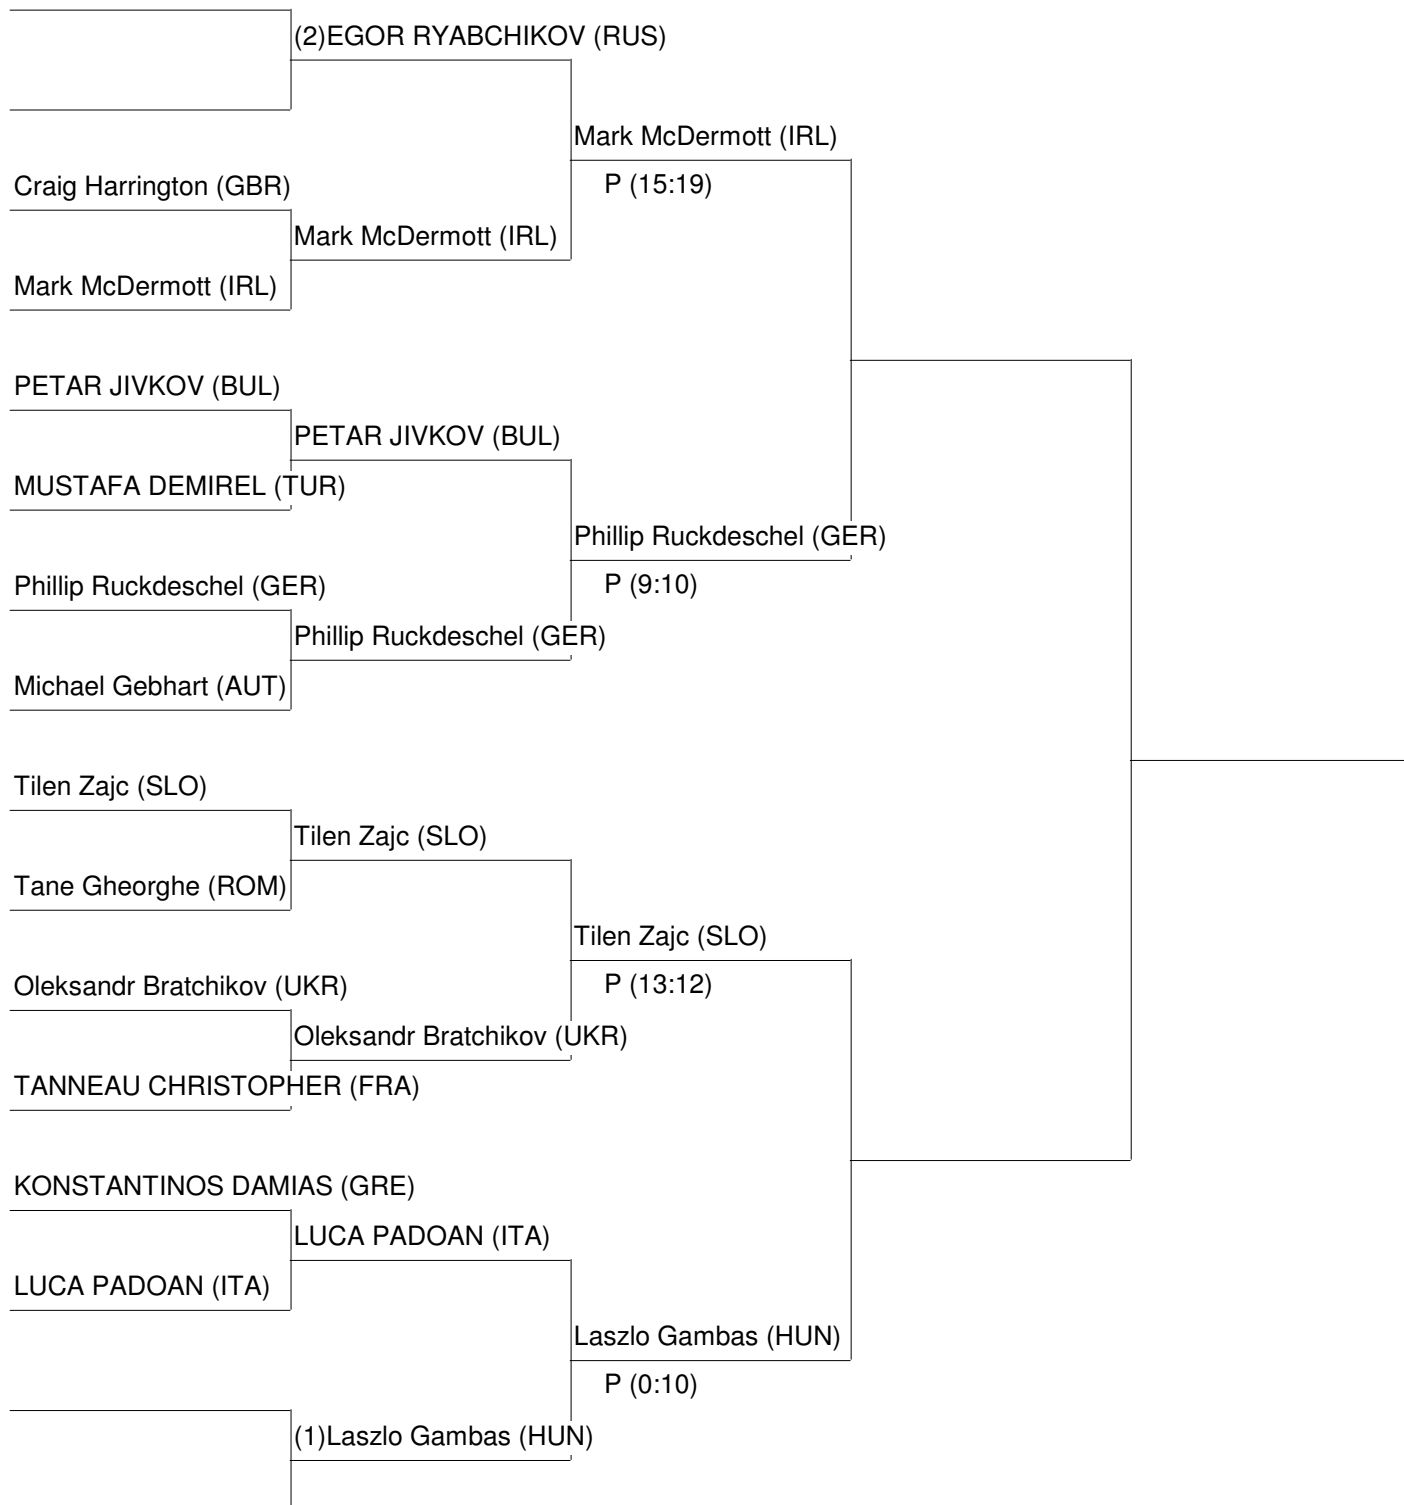 (2)EGOR RYABCHIKOV (RUS)
Mark McDermott (IRL)
P (15:19)
Craig Harrington (GBR)
Mark McDermott (IRL)
Mark McDermott (IRL)
PETAR JIVKOV (BUL)
PETAR JIVKOV (BUL)
MUSTAFA DEMIREL (TUR)
Phillip Ruckdeschel (GER)
P (9:10)
Phillip Ruckdeschel (GER)
Phillip Ruckdeschel (GER)
Michael Gebhart (AUT)
Tilen Zajc (SLO)
Tilen Zajc (SLO)
Tane Gheorghe (ROM)
Tilen Zajc (SLO)
P (13:12)
Oleksandr Bratchikov (UKR)
Oleksandr Bratchikov (UKR)
TANNEAU CHRISTOPHER (FRA)
KONSTANTINOS DAMIAS (GRE)
LUCA PADOAN (ITA)
LUCA PADOAN (ITA)
Laszlo Gambas (HUN)
P (0:10)
(1)Laszlo Gambas (HUN)